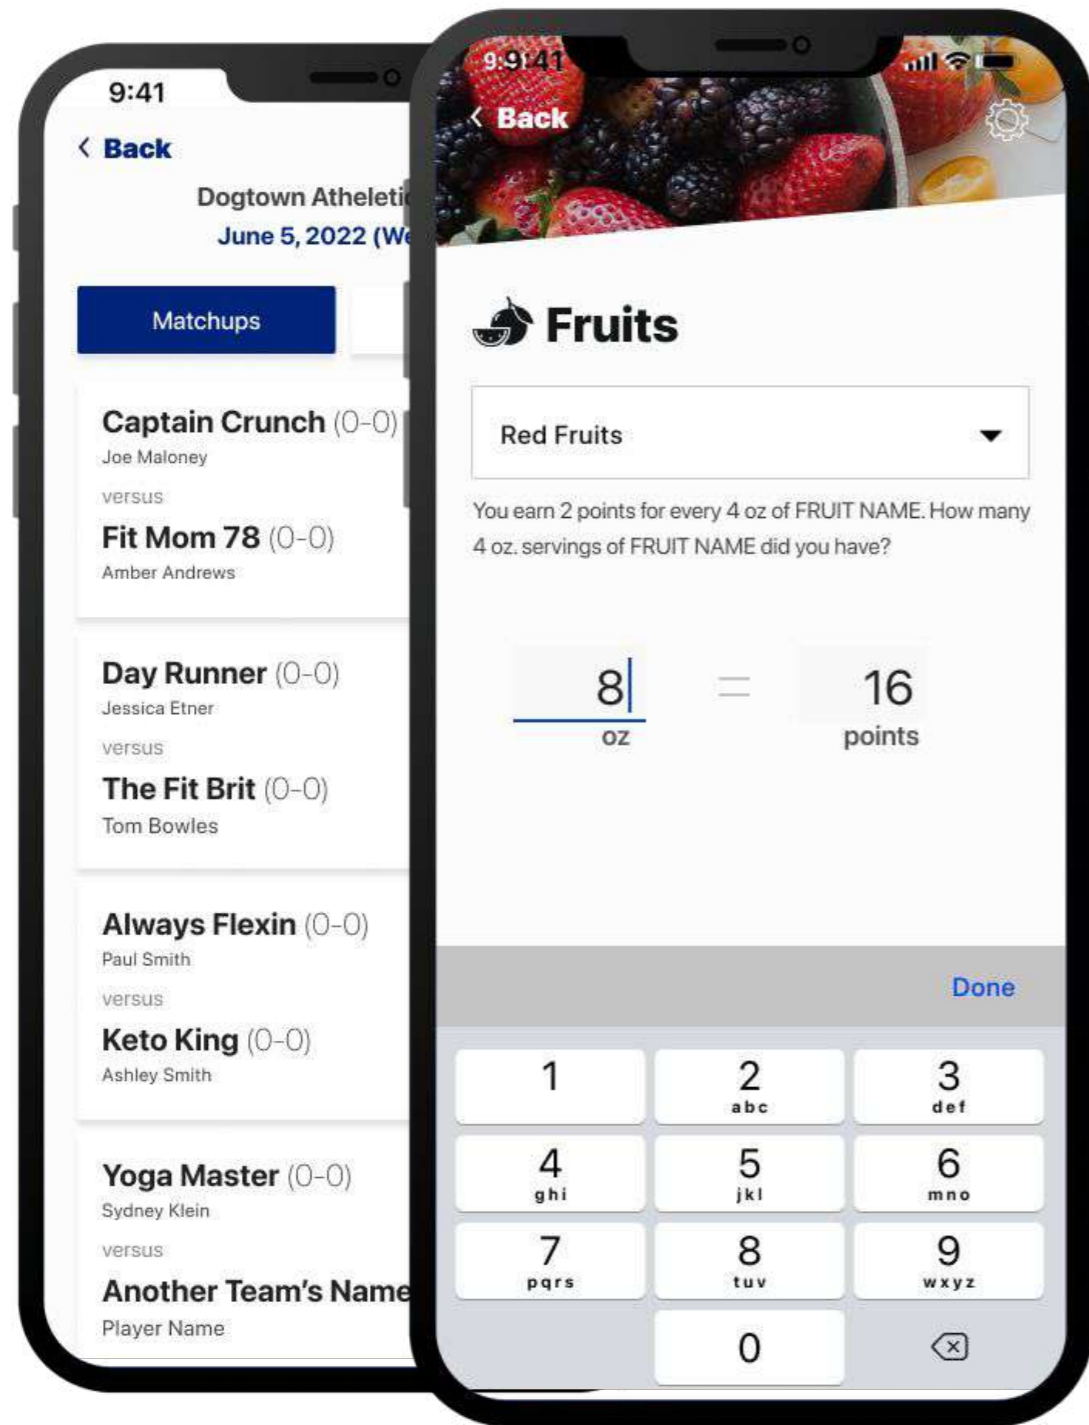 9:41
Back
Dogtown Atheleti
June 5, 2022 (We
Matchups
Captain Crunch (0-0)
Joe Maloney
versus
Fit Mom 78 (0-0)
Amber Andrews
Day Runner (0-0)
Jessica Etner
versus
The Fit Brit (0-0)
Tom Bowles
Always Flexin (0-0)
Paul Smith
versus
Keto King (0-0)
Ashley Smith
Yoga Master (0-0)
Sydney Klein
versus
Another Team's Name
Player Name
9:41
Back
Fruits
Red Fruits
You earn 2 points for every 4 oz of FRUIT NAME. How many
4 oz. servings of FRUIT NAME did you have?
8 = 16
oz points
Done
1 2 3
abc def
4 5 6
ghi jkl mno
7 8 9
pqrs tuv wxyz
0